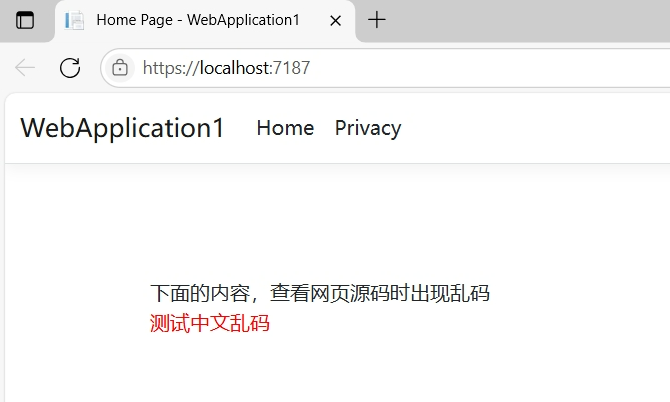 Home Page - WebApplication1
https://localhost:7187
WebApplication1 Home Privacy
下面的内容，查看网页源码时出现乱码
测试中文乱码